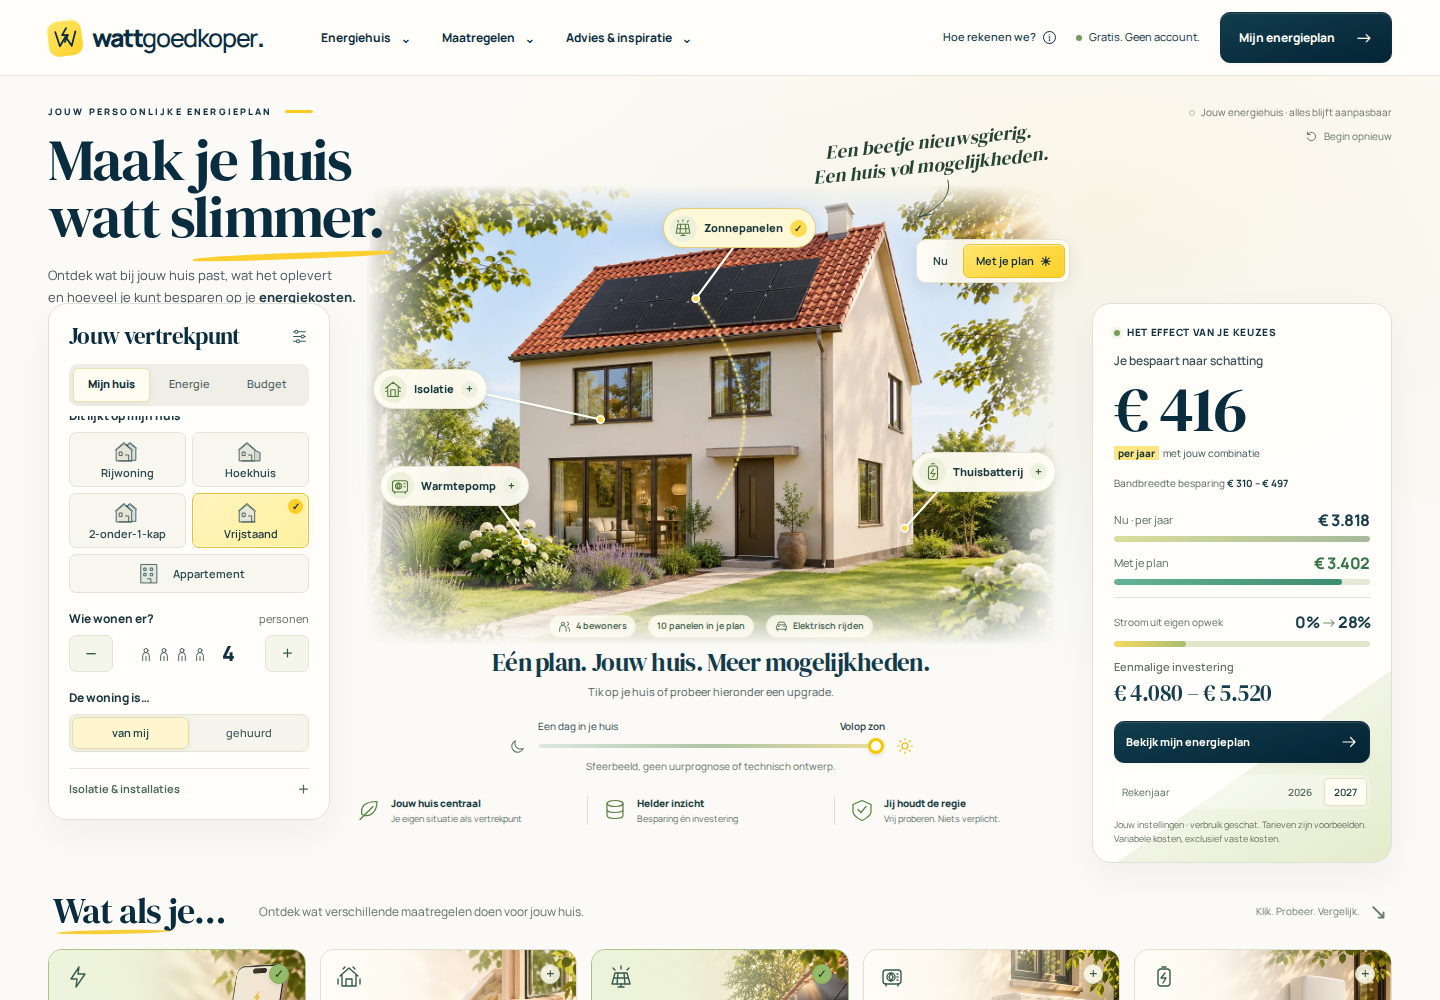 wattgoedkoper.
Energiehuis
Maatregelen
Advies & inspiratie
Hoe rekenen we?
Gratis. Geen account.
Mijn energieplan
JOUW PERSOONLIJKE ENERGIEPLAN
Maak je huis
watt slimmer.
Ontdek wat bij jouw huis past, wat het oplevert
en hoeveel je kunt besparen op je energiekosten.
Jouw energiehuis · alles blijft aanpasbaar
Begin opnieuw
Een beetje nieuwsgierig.
Een huis vol mogelijkheden.
Zonnepanelen
Nu
Met je plan
Isolatie
Warmtepomp
Thuisbatterij
4 bewoners
10 panelen in je plan
Elektrisch rijden
Jouw vertrekpunt
Mijn huis
Energie
Budget
Dit lijkt op mijn huis
Rijwoning
Hoekhuis
2-onder-1-kap
Vrijstaand
Appartement
Wie wonen er?
personen
− 4 +
De woning is...
van mij
gehuurd
Isolatie & installaties +
Eén plan. Jouw huis. Meer mogelijkheden.
Tik op je huis of probeer hieronder een upgrade.
Een dag in je huis
Volop zon
Sfeerbeeld, geen uurprognose of technisch ontwerp.
Jouw huis centraal
Je eigen situatie als vertrekpunt
Helder inzicht
Besparing én investering
Jij houdt de regie
Vrij proberen. Niets verplicht.
HET EFFECT VAN JE KEUZES
Je bespaart naar schatting
€ 416
per jaar met jouw combinatie
Bandbreedte besparing € 310 – € 497
Nu · per jaar € 3.818
Met je plan € 3.402
Stroom uit eigen opwek 0% → 28%
Eenmalige investering
€ 4.080 – € 5.520
Bekijk mijn energieplan
Rekenjaar 2026 2027
Jouw instellingen · verbruik geschat. Tarieven zijn voorbeelden.
Variabele kosten, exclusief vaste kosten.
Wat als je...
Ontdek wat verschillende maatregelen doen voor jouw huis.
Klik. Probeer. Vergelijk.